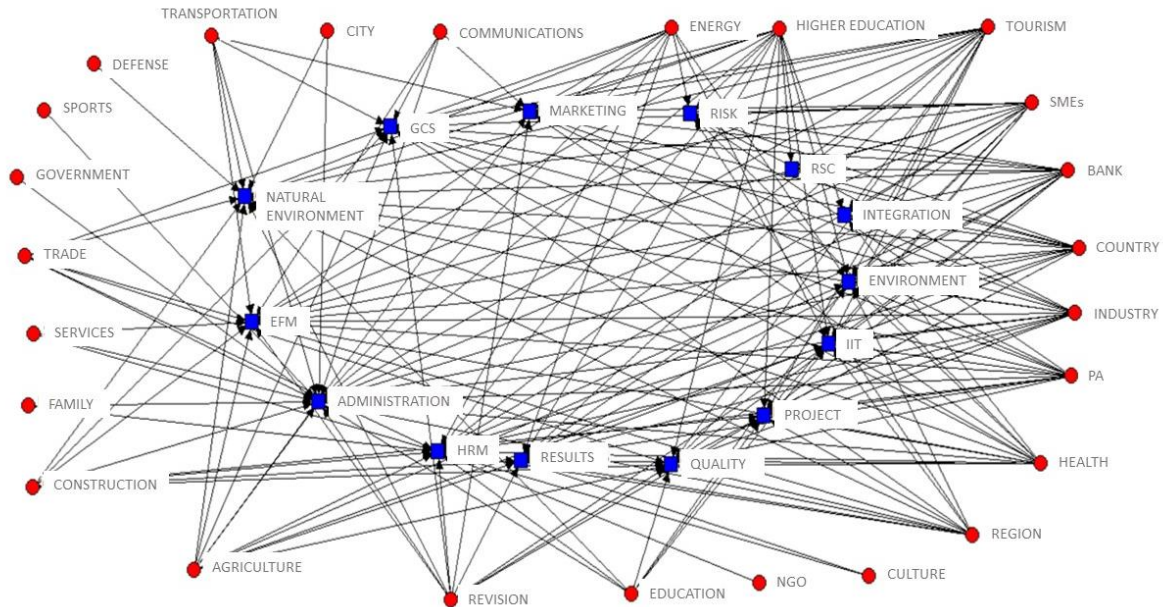 TRANSPORTATION
CITY
COMMUNICATIONS
ENERGY
HIGHER EDUCATION
TOURISM
DEFENSE
SPORTS
GCS
MARKETING
RISK
SMEs
GOVERNMENT
RSC
BANK
NATURAL
ENVIRONMENT
INTEGRATION
TRADE
COUNTRY
ENVIRONMENT
SERVICES
EFM
INDUSTRY
IIT
PA
FAMILY
ADMINISTRATION
PROJECT
HRM
RESULTS
QUALITY
HEALTH
CONSTRUCTION
REGION
AGRICULTURE
REVISION
EDUCATION
NGO
CULTURE